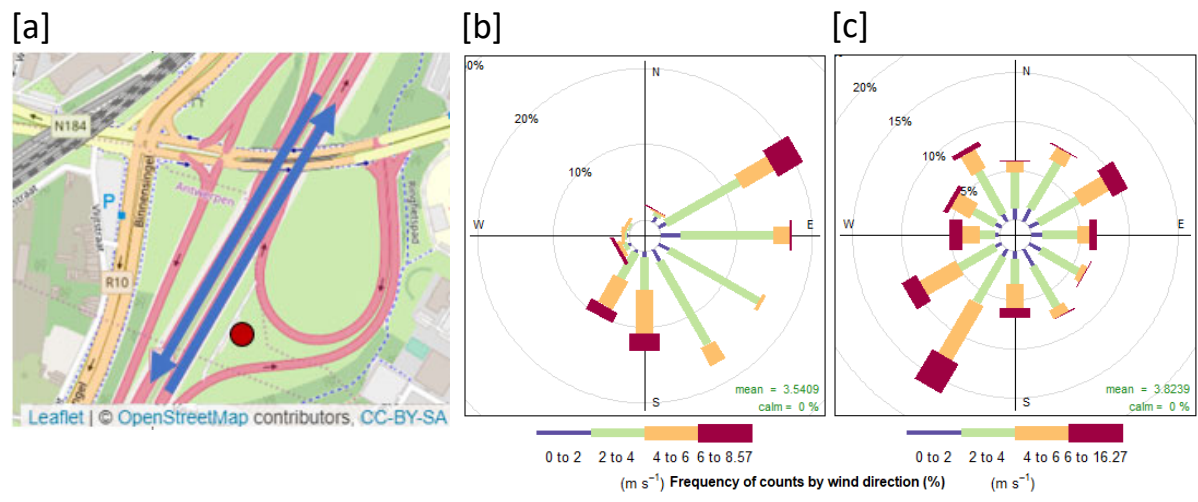 [a]
[b]
[c]
N184
Antwerpen
P
Binnensingel
R10
Leaflet | © OpenStreetMap contributors, CC-BY-SA
0%
20%
10%
N
W
E
S
mean = 3.5409
calm = 0 %
0 to 2 2 to 4 4 to 6 6 to 8.57
(m s⁻¹)
20%
15%
10%
5%
N
W
E
S
mean = 3.8239
calm = 0 %
0 to 2 2 to 4 4 to 6 6 to 16.27
(m s⁻¹)
Frequency of counts by wind direction (%)